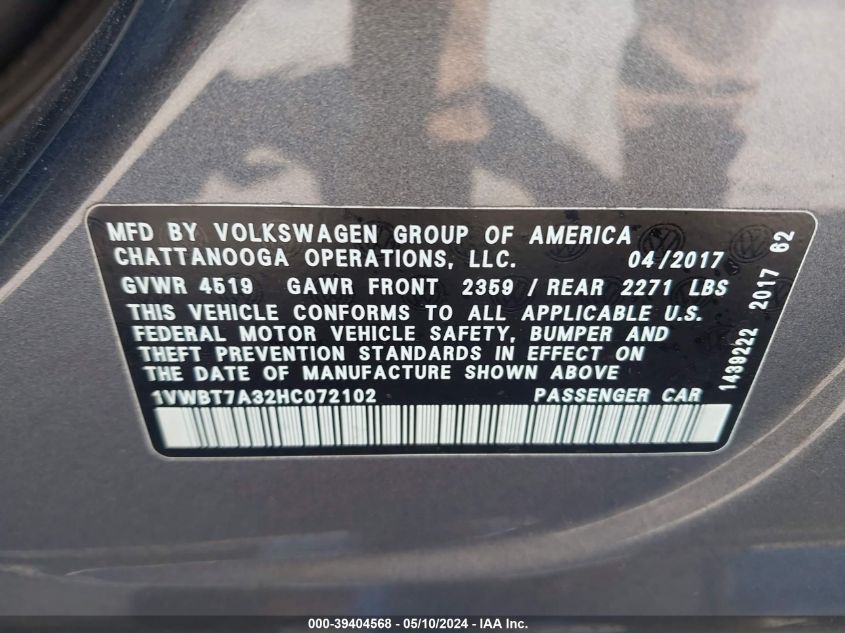 MFD BY VOLKSWAGEN GROUP OF AMERICA
CHATTANOOGA OPERATIONS, LLC. 04/2017
GVWR 4519 GAWR FRONT 2359 / REAR 2271 LBS
THIS VEHICLE CONFORMS TO ALL APPLICABLE U.S.
FEDERAL MOTOR VEHICLE SAFETY, BUMPER AND
THEFT PREVENTION STANDARDS IN EFFECT ON
THE DATE OF MANUFACTURE SHOWN ABOVE
1VWBT7A32HC072102 PASSENGER CAR
1439222 2017 62
000-39404568 - 05/10/2024 - IAA Inc.